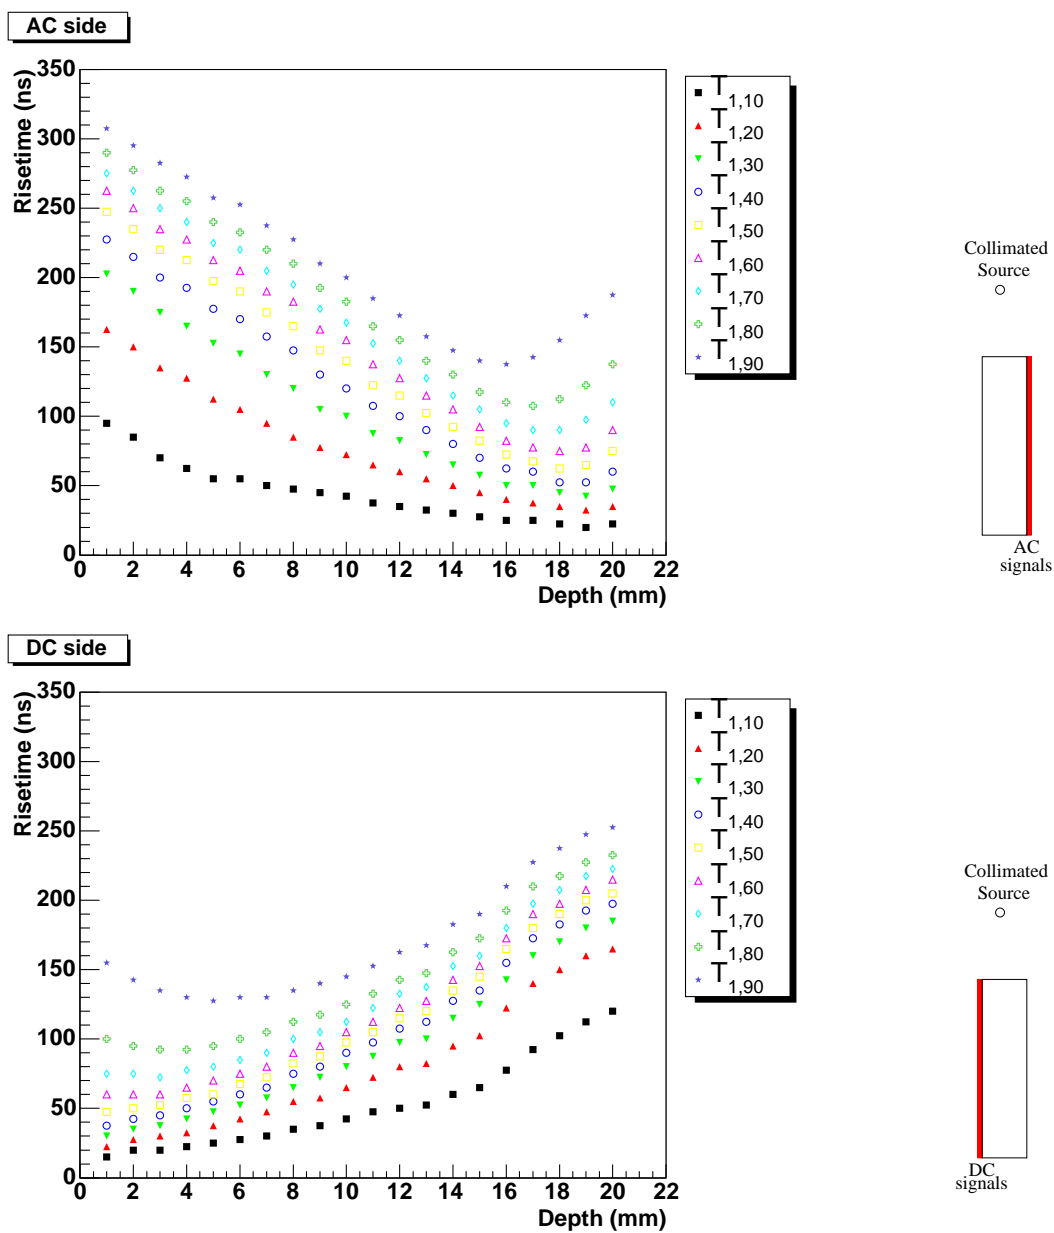 AC side
Risetime (ns)
350
300
250
200
150
100
50
0
0 2 4 6 8 10 12 14 16 18 20 22
Depth (mm)
T1,10
T1,20
T1,30
T1,40
T1,50
T1,60
T1,70
T1,80
T1,90
Collimated
Source
AC
signals
DC side
Risetime (ns)
350
300
250
200
150
100
50
0
0 2 4 6 8 10 12 14 16 18 20 22
Depth (mm)
T1,10
T1,20
T1,30
T1,40
T1,50
T1,60
T1,70
T1,80
T1,90
Collimated
Source
DC
signals